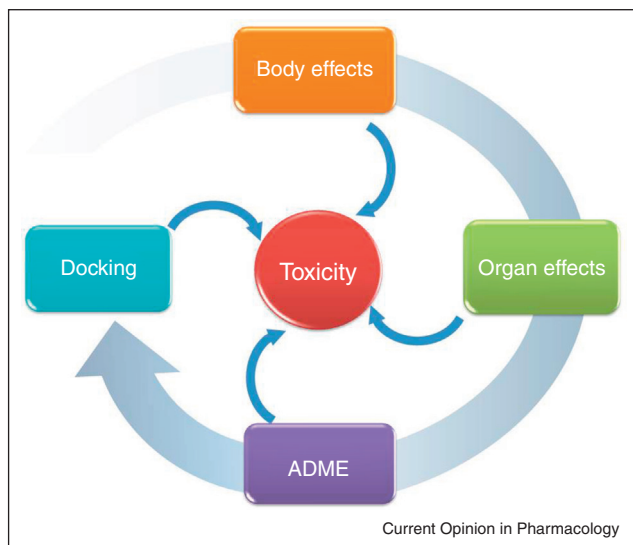 Body effects
Docking
Toxicity
Organ effects
ADME
Current Opinion in Pharmacology